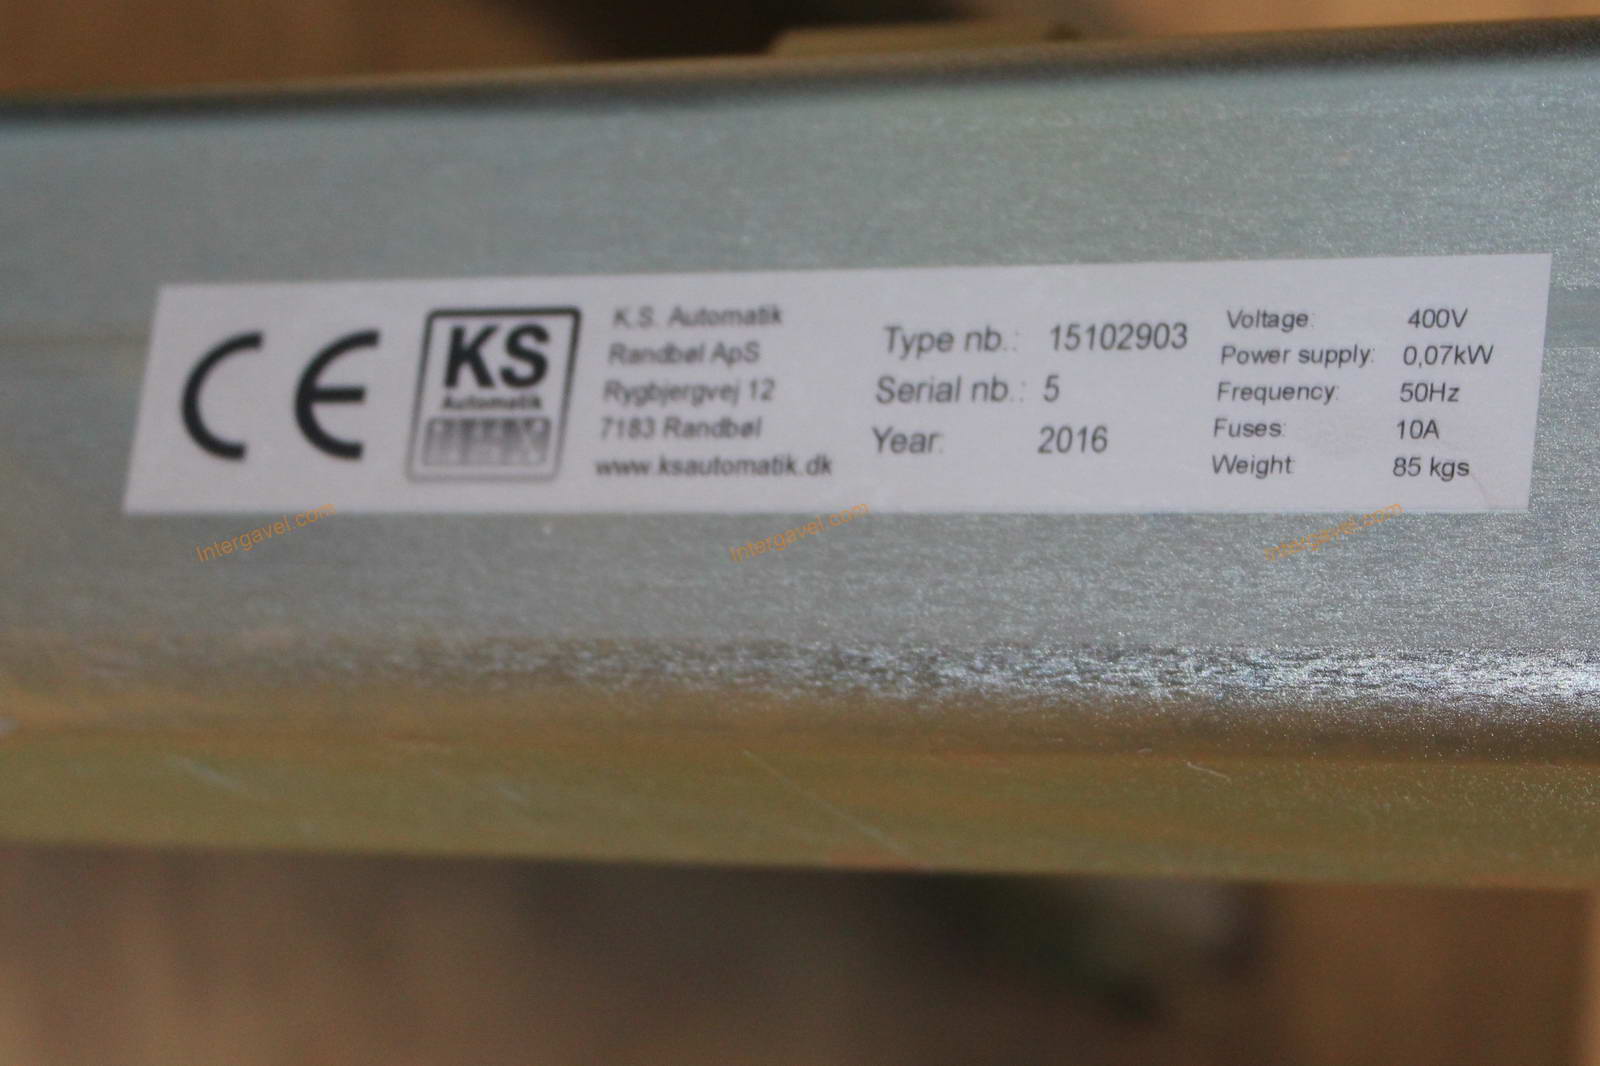 CE
KS
Automatik
K.S. Automatik
Randbøl ApS
Rygbjergvej 12
7183 Randbøl
www.ksautomatik.dk
Type nb.: 15102903
Serial nb.: 5
Year: 2016
Voltage: 400V
Power supply: 0,07kW
Frequency: 50Hz
Fuses: 10A
Weight: 85 kgs
Intergavel.com
Intergavel.com
Intergavel.com